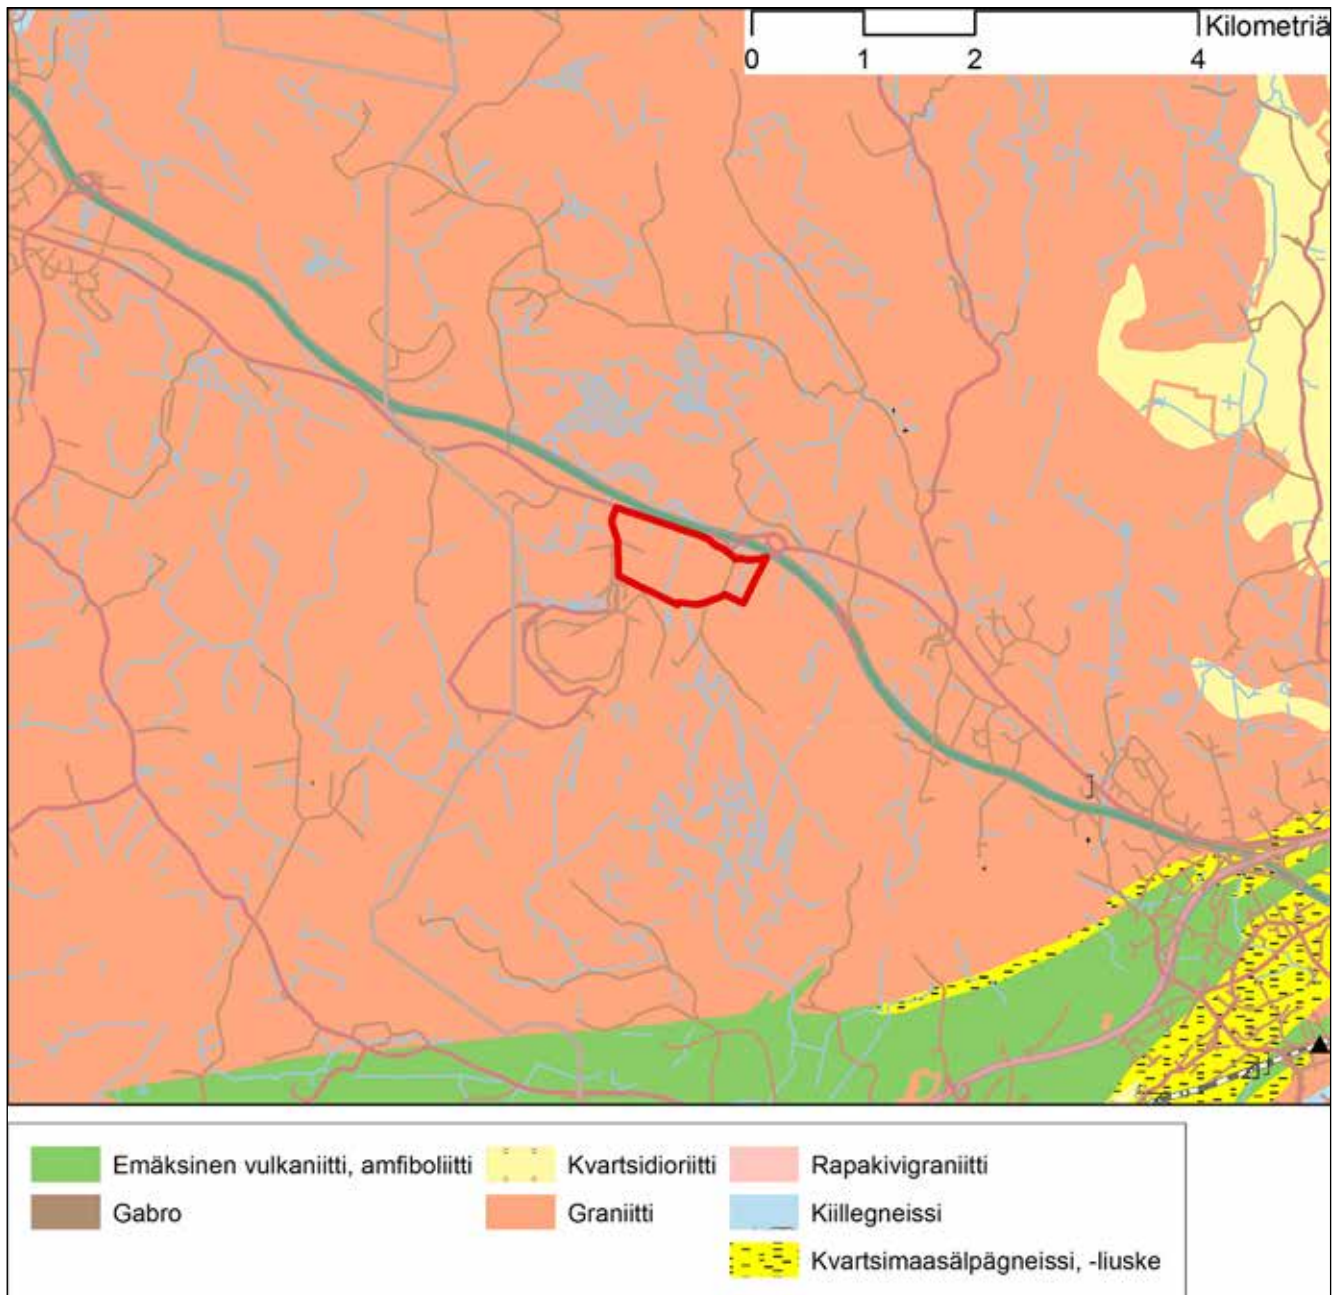 Kilometriä
0 1 2 4
Emäksinen vulkaniitti, amfiboliitti
Kvartsidioriitti
Rapakivigraniitti
Gabro
Graniitti
Kiillegneissi
Kvartsimaasälpägneissi, -liuske